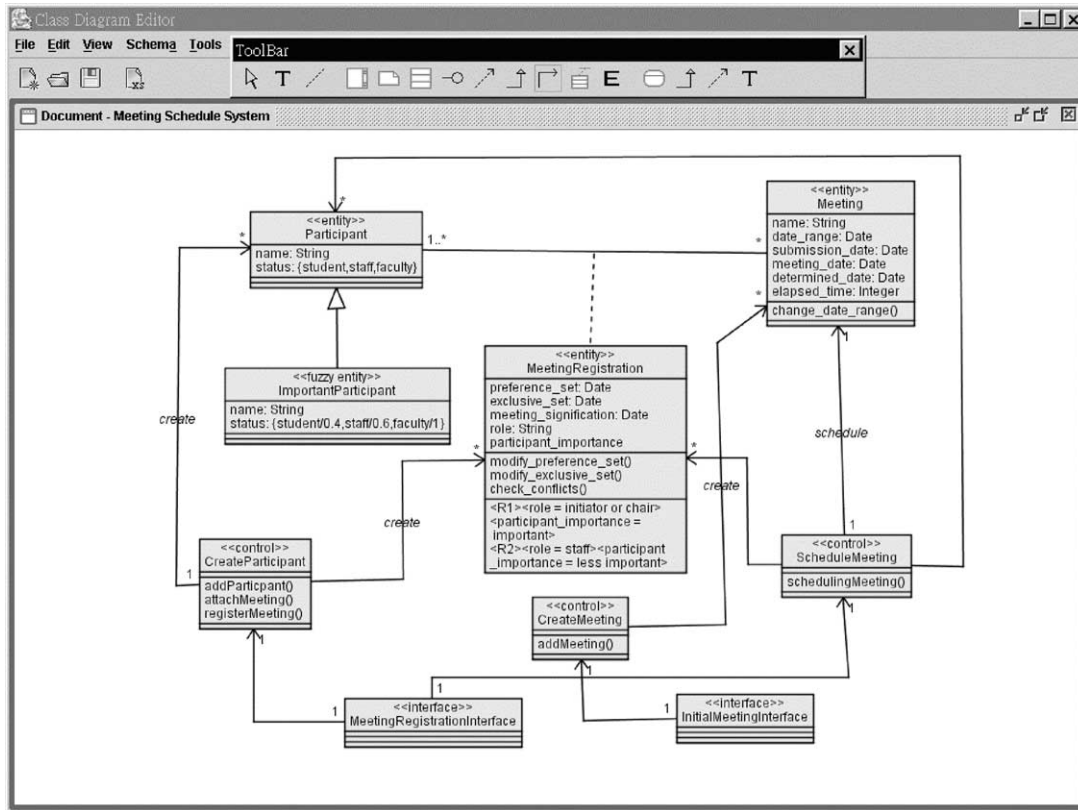 Class Diagram Editor
File Edit View Schema Tools
ToolBar
T E T
.xs
Document - Meeting Schedule System
<<entity>>
Participant
name: String
status: {student,staff,faculty}
*
*
1..*
*
<<entity>>
Meeting
name: String
date_range: Date
submission_date: Date
meeting_date: Date
determined_date: Date
elapsed_time: Integer
change_date_range()
*
1
<<fuzzy entity>>
ImportantParticipant
name: String
status: {student/0.4,staff/0.6,faculty/1}
<<entity>>
MeetingRegistration
preference_set: Date
exclusive_set: Date
meeting_signification: Date
role: String
participant_importance
modify_preference_set()
modify_exclusive_set()
check_conflicts()
<R1><role = initiator or chair>
<participant_importance =
important>
<R2><role = staff><participant
_importance = less important>
*
*
create
schedule
create
create
<<control>>
CreateParticipant
addParticpant()
attachMeeting()
registerMeeting()
1
1
<<control>>
ScheduleMeeting
schedulingMeeting()
1
1
<<control>>
CreateMeeting
addMeeting()
1
1
1
<<interface>>
MeetingRegistrationInterface
1
<<interface>>
InitialMeetingInterface